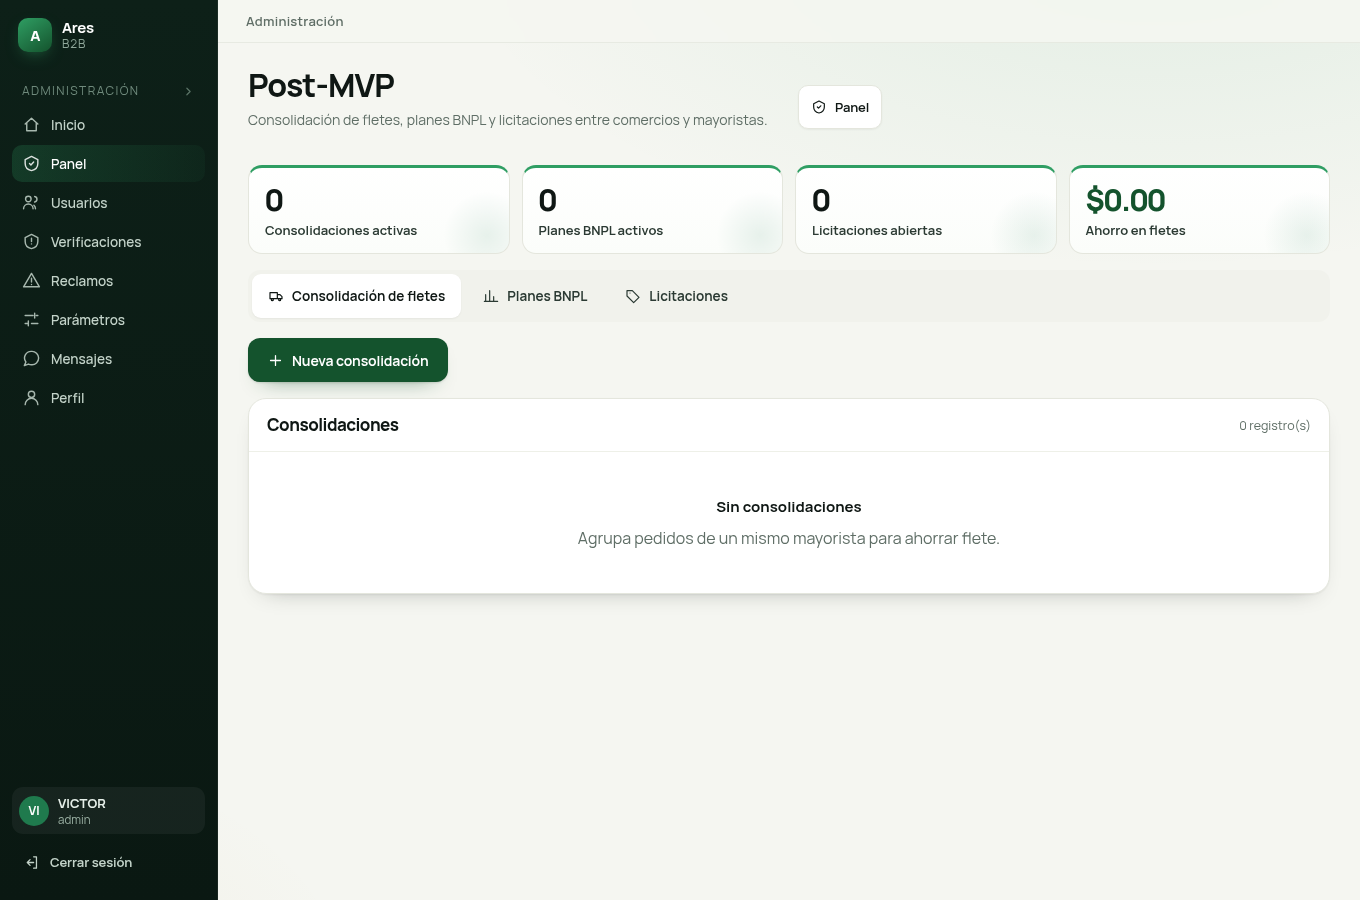 A
Ares
B2B
ADMINISTRACIÓN
Inicio
Panel
Usuarios
Verificaciones
Reclamos
Parámetros
Mensajes
Perfil
VI
VICTOR
admin
Cerrar sesión
Administración
Post-MVP
Consolidación de fletes, planes BNPL y licitaciones entre comercios y mayoristas.
Panel
0
Consolidaciones activas
0
Planes BNPL activos
0
Licitaciones abiertas
$0.00
Ahorro en fletes
Consolidación de fletes
Planes BNPL
Licitaciones
Nueva consolidación
Consolidaciones
0 registro(s)
Sin consolidaciones
Agrupa pedidos de un mismo mayorista para ahorrar flete.